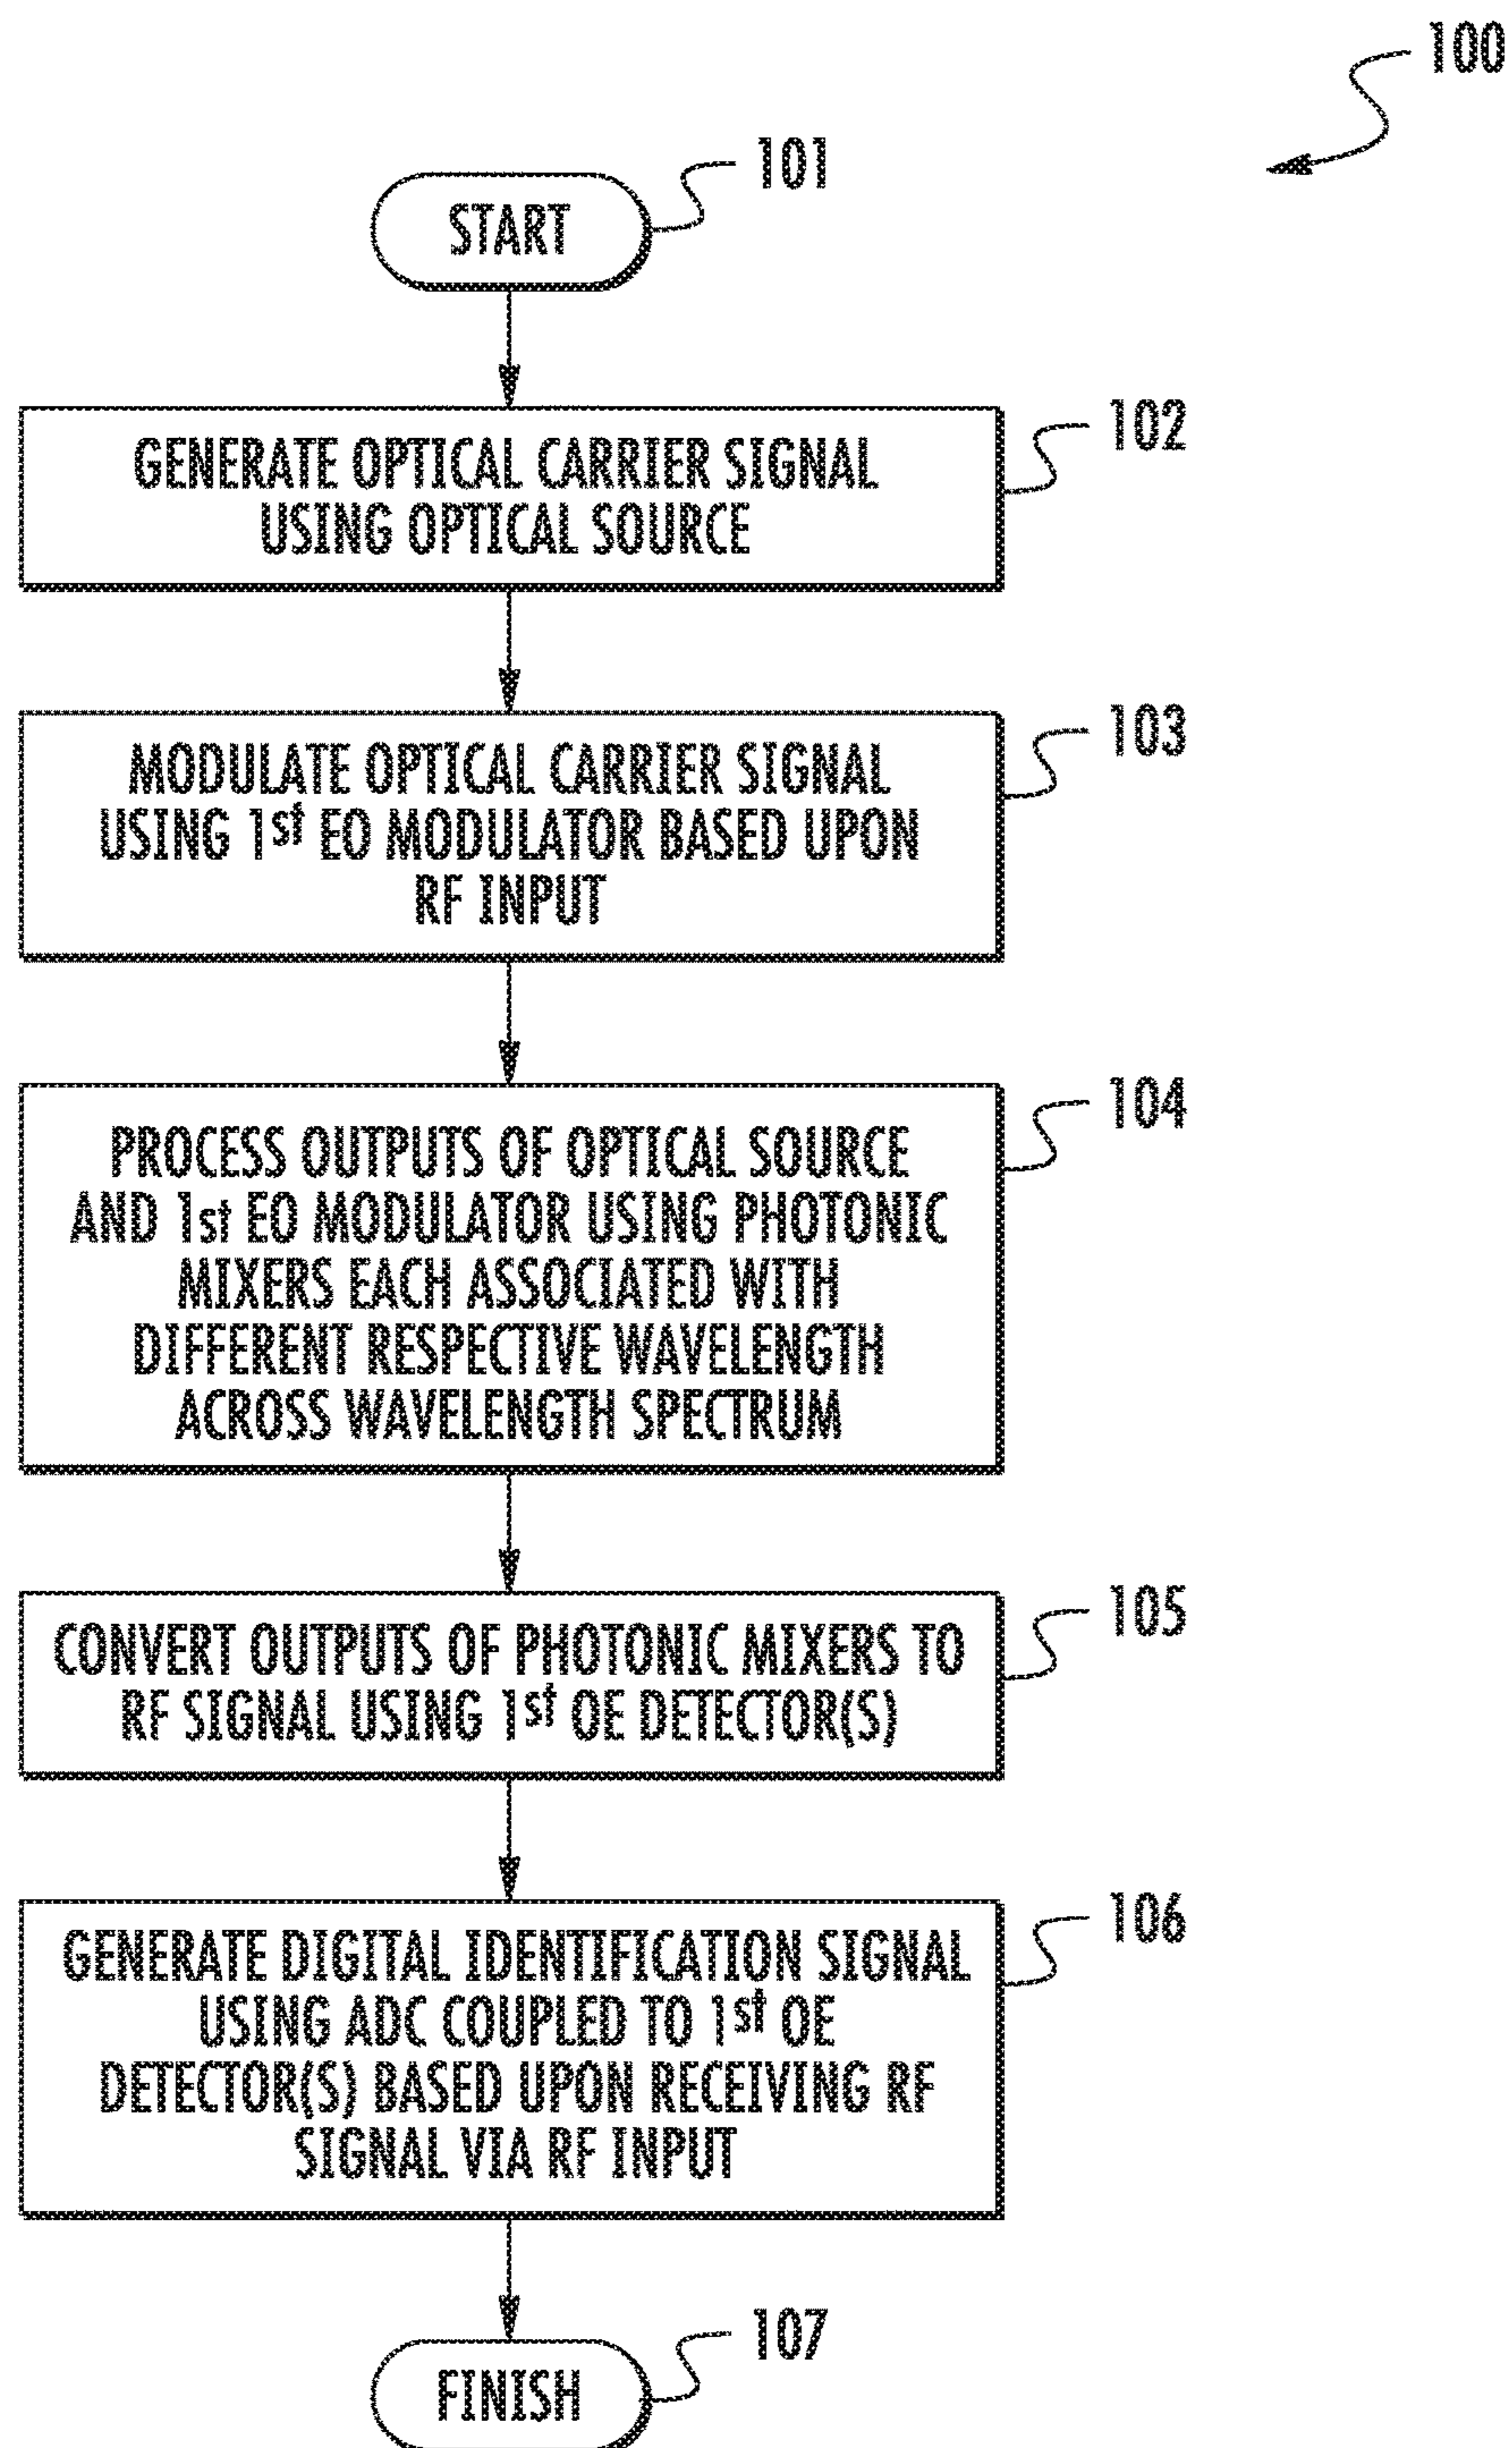 100
101
START
102
GENERATE OPTICAL CARRIER SIGNAL
USING OPTICAL SOURCE
103
MODULATE OPTICAL CARRIER SIGNAL
USING 1st EO MODULATOR BASED UPON
RF INPUT
104
PROCESS OUTPUTS OF OPTICAL SOURCE
AND 1st EO MODULATOR USING PHOTONIC
MIXERS EACH ASSOCIATED WITH
DIFFERENT RESPECTIVE WAVELENGTH
ACROSS WAVELENGTH SPECTRUM
105
CONVERT OUTPUTS OF PHOTONIC MIXERS TO
RF SIGNAL USING 1st OE DETECTOR(S)
106
GENERATE DIGITAL IDENTIFICATION SIGNAL
USING ADC COUPLED TO 1st OE
DETECTOR(S) BASED UPON RECEIVING RF
SIGNAL VIA RF INPUT
107
FINISH